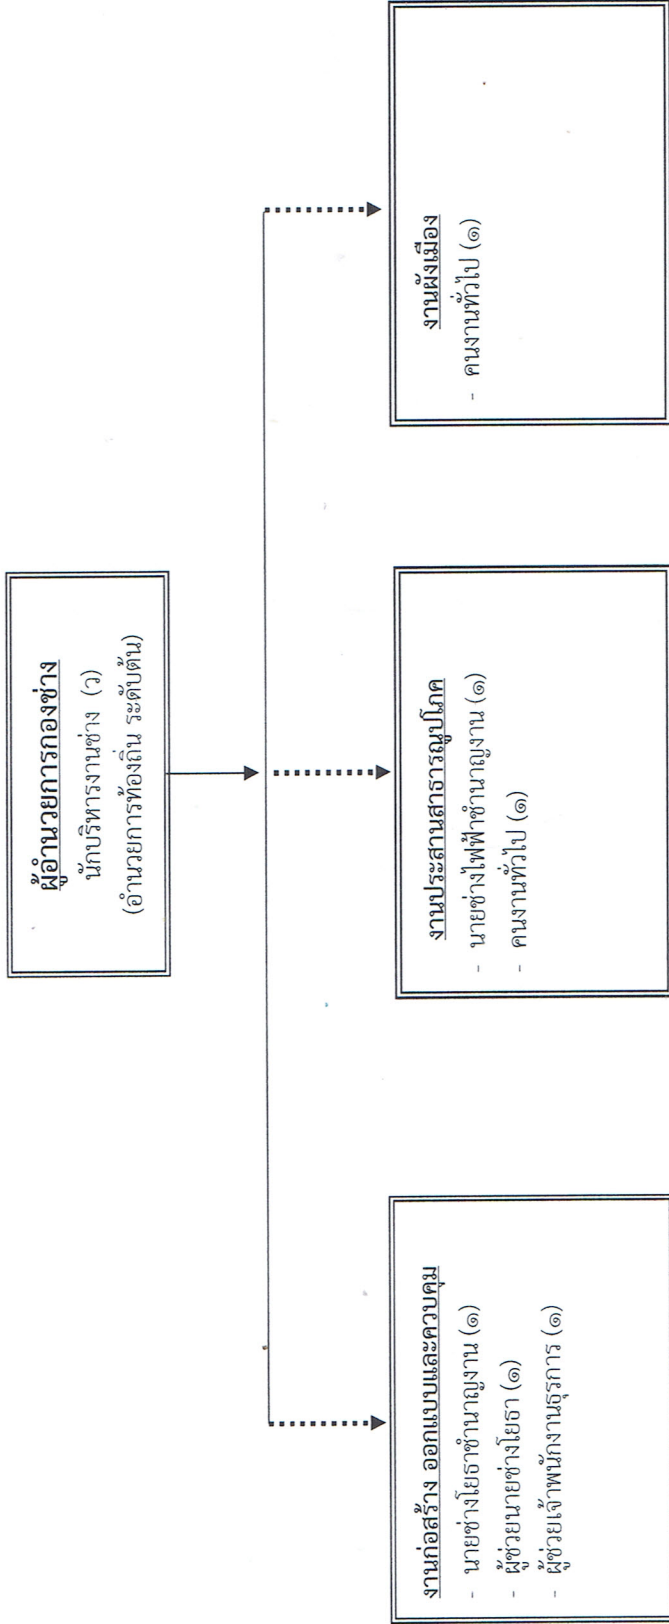 ผู้อำนวยการกองช่าง
นักบริหารงานช่าง (ว)
(อำนวยการท้องถิ่น ระดับต้น)
งานก่อสร้าง ออกแบบและควบคุม
- นายช่างโยธาชำนาญงาน (๑)
- ผู้ช่วยนายช่างโยธา (๑)
- ผู้ช่วยเจ้าพนักงานธุรการ (๑)
งานประสานสาธารณูปโภค
- นายช่างไฟฟ้าชำนาญงาน (๑)
- คนงานทั่วไป (๑)
งานผังเมือง
- คนงานทั่วไป (๑)